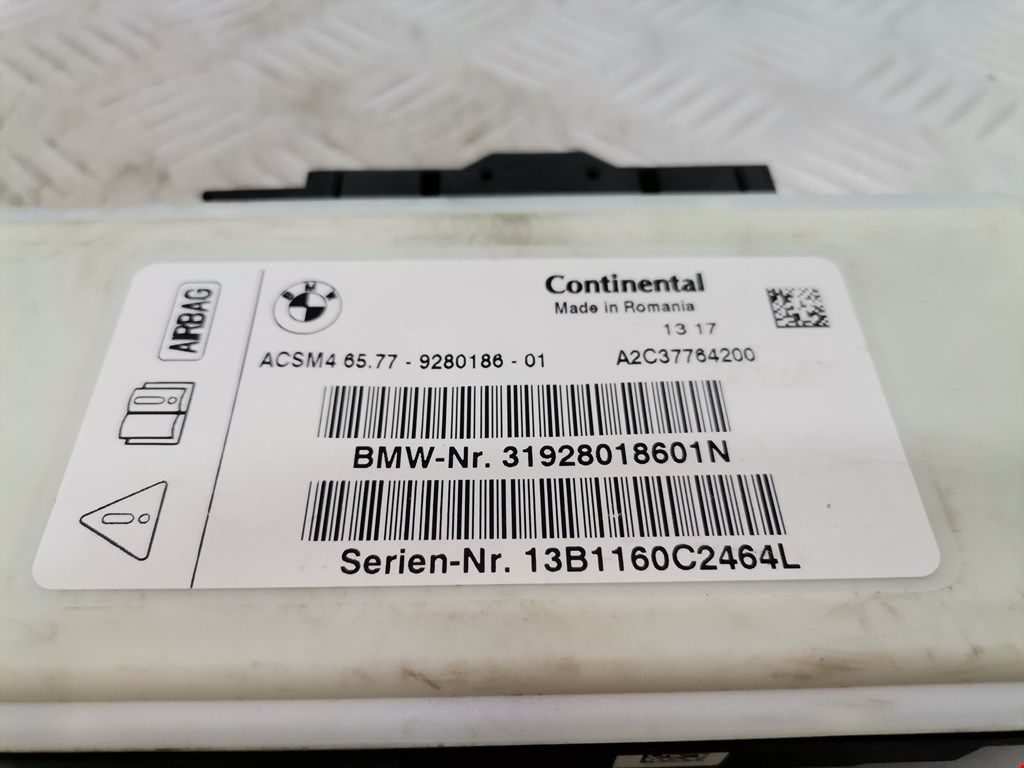 AIRBAG
BMW
Continental
Made in Romania
13 17
ACSM4 65.77 - 9280186 - 01
A2C37764200
BMW-Nr. 31928018601N
Serien-Nr. 13B1160C2464L